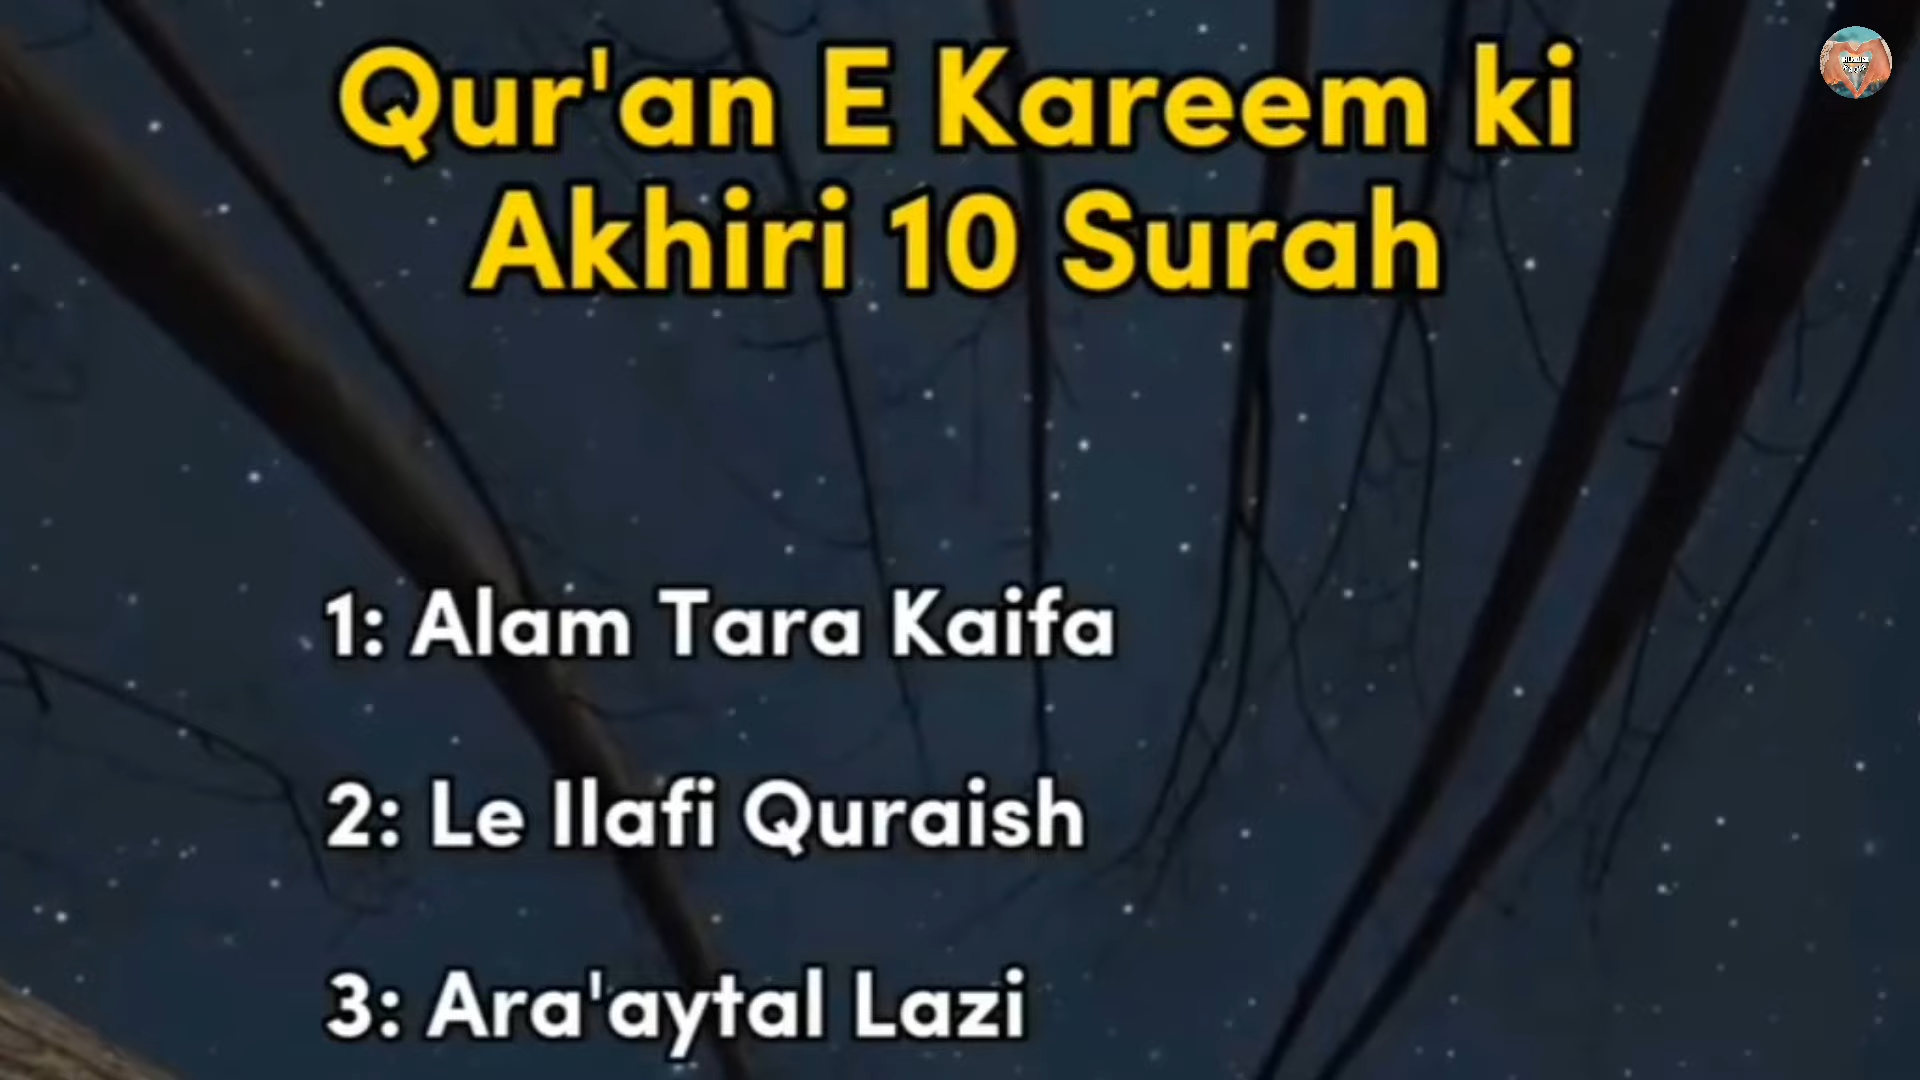 Qur'an E Kareem ki
Akhiri 10 Surah
1: Alam Tara Kaifa
2: Le Ilafi Quraish
3: Ara'aytal Lazi